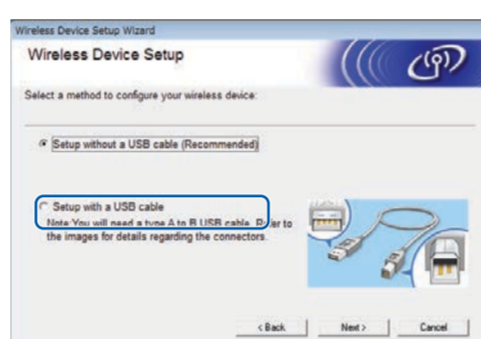 Wireless Device Setup Wizard
Wireless Device Setup
Select a method to configure your wireless device:
Setup without a USB cable (Recommended)
Setup with a USB cable
Note: You will need a type A to B USB cable. Refer to
the images for details regarding the connectors.
< Back
Next >
Cancel